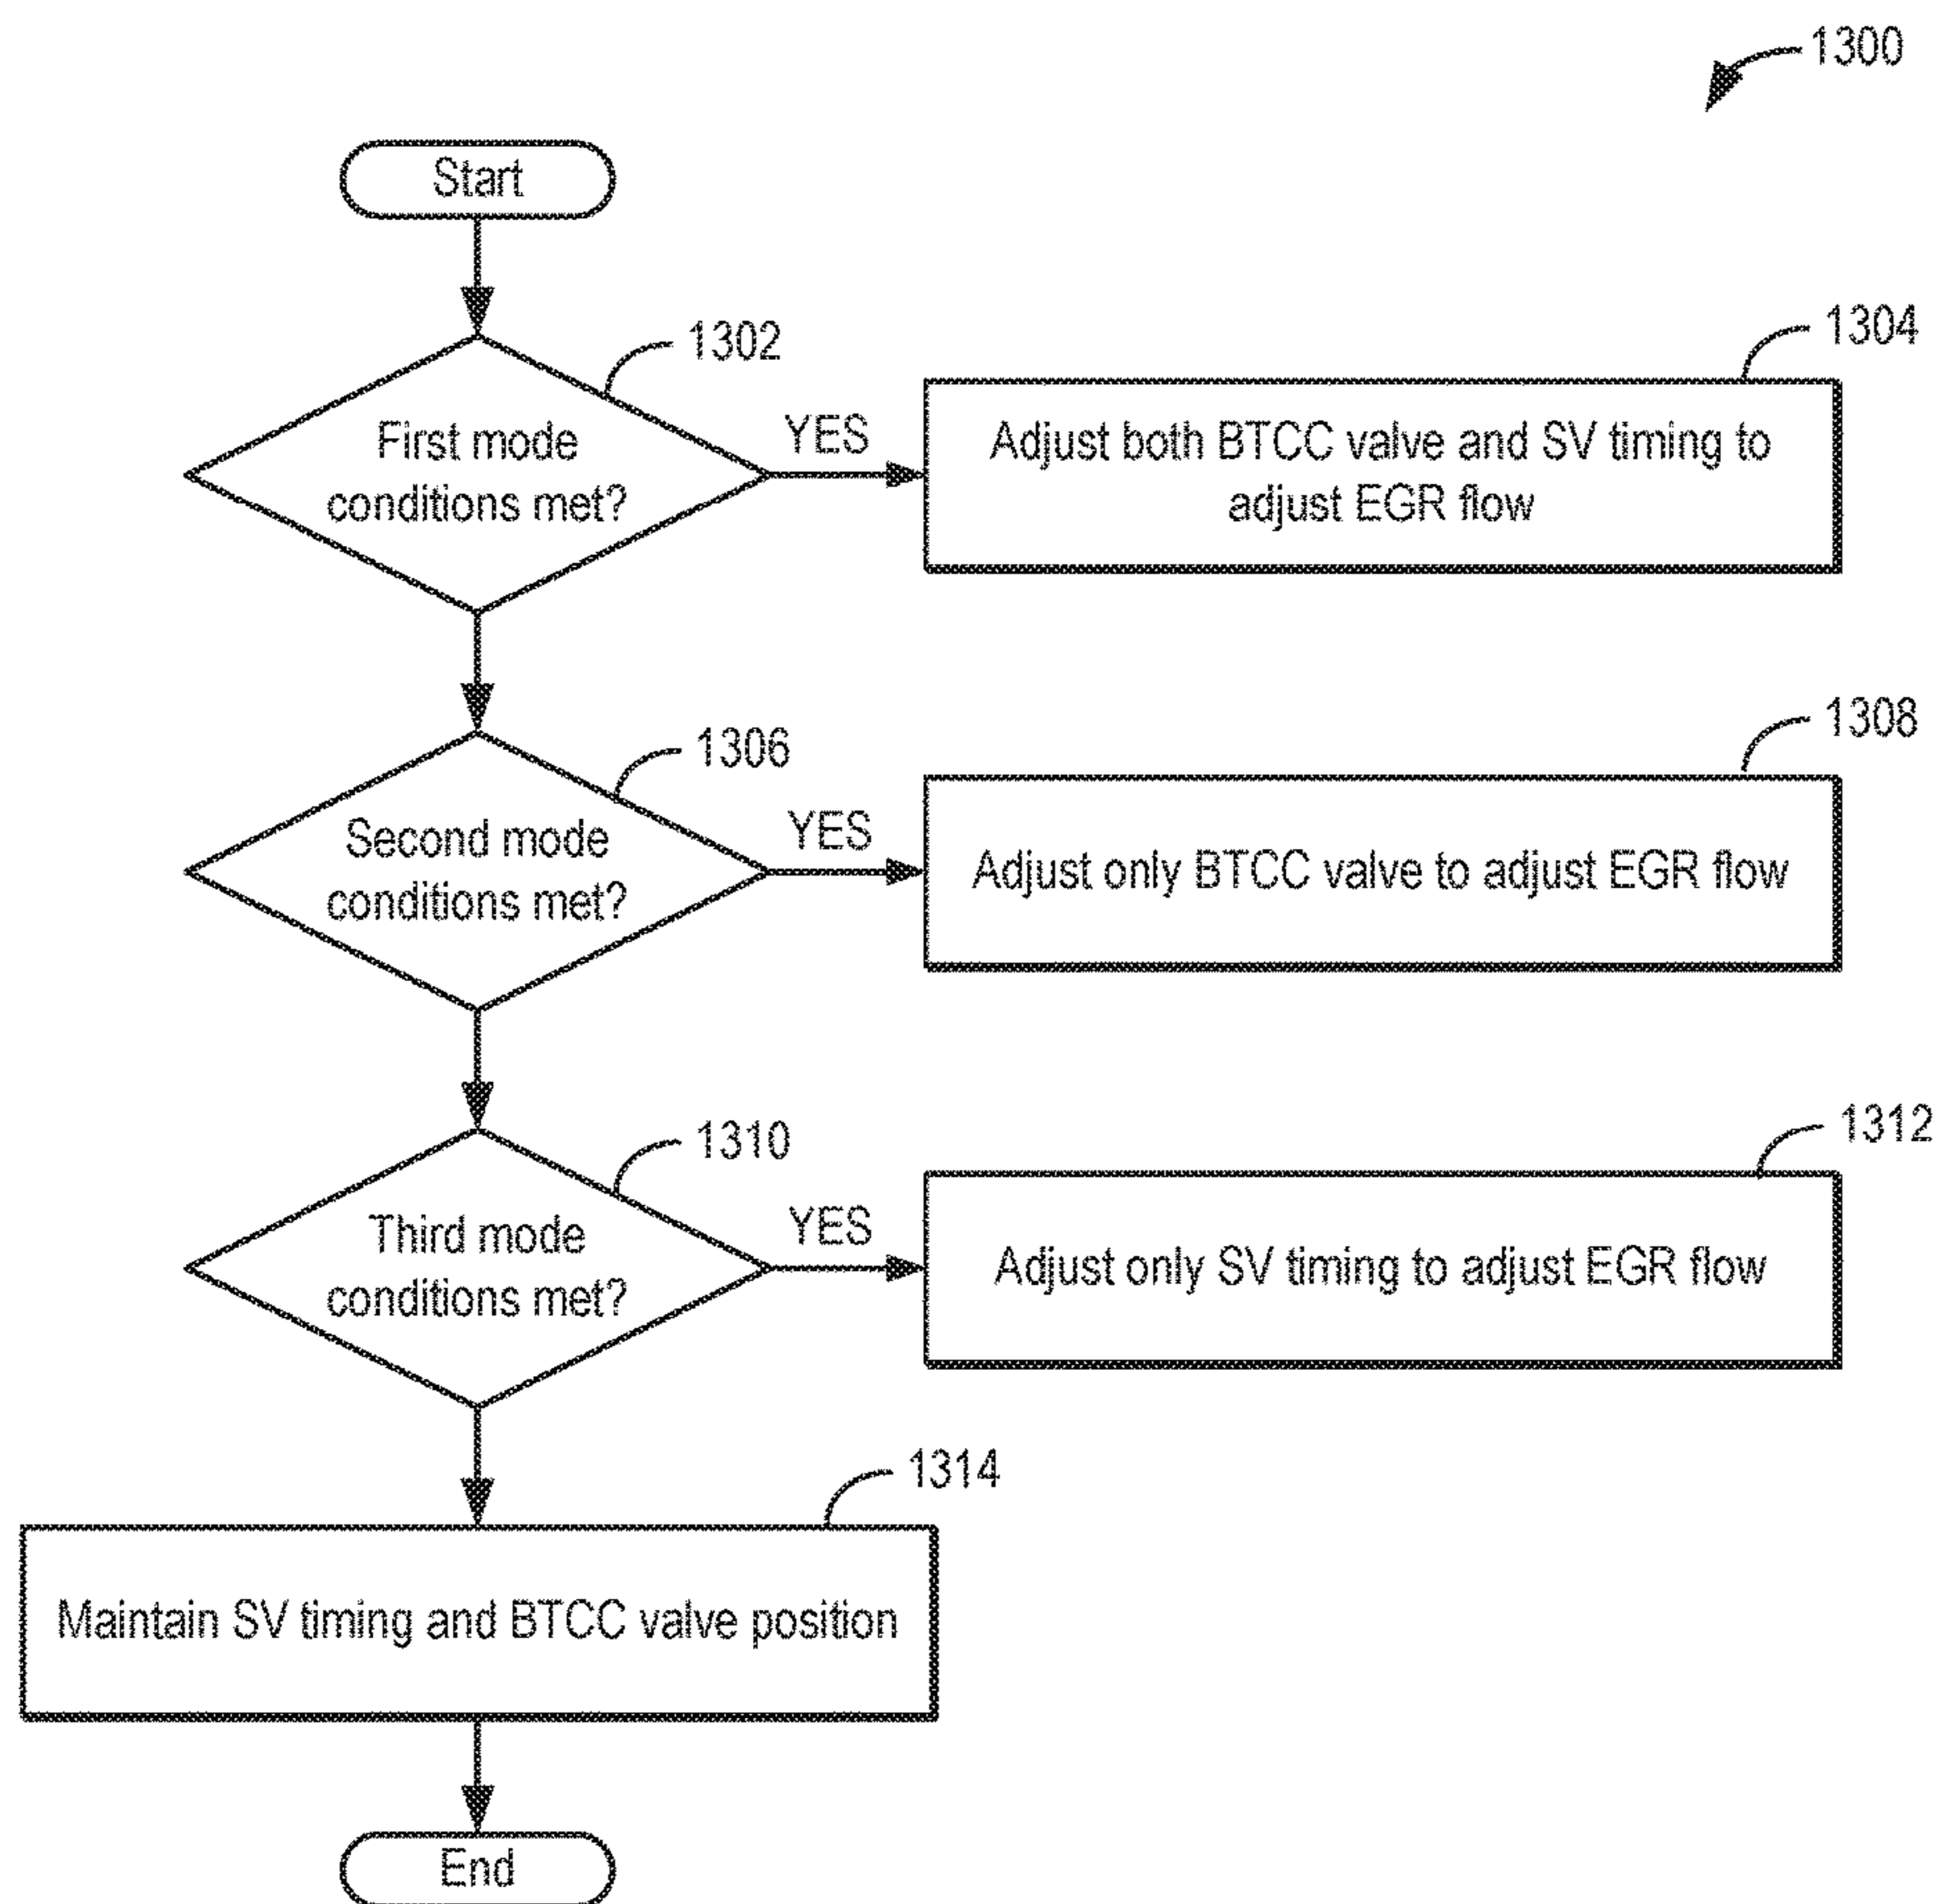 1300
Start
1302
First mode
conditions met?
YES
1304
Adjust both BTCC valve and SV timing to
adjust EGR flow
1306
Second mode
conditions met?
YES
1308
Adjust only BTCC valve to adjust EGR flow
1310
Third mode
conditions met?
YES
1312
Adjust only SV timing to adjust EGR flow
1314
Maintain SV timing and BTCC valve position
End